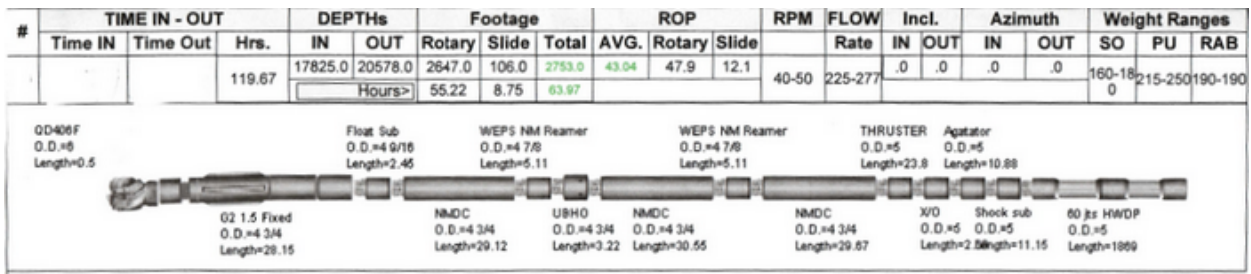 # TIME IN - OUT DEPTHs Footage ROP RPM FLOW Incl. Azimuth Weight Ranges
Time IN Time Out Hrs. IN OUT Rotary Slide Total AVG. Rotary Slide Rate IN OUT IN OUT SO PU RAB
119.67 17825.0 20578.0 2647.0 106.0 2753.0 43.04 47.9 12.1 40-50 225-277 .0 .0 .0 .0 160-180 215-250 190-190
Hours> 55.22 8.75 63.97
QD406F Float Sub WEPS NM Reamer WEPS NM Reamer THRUSTER Agatator
O.D.=6 O.D.=4 9/16 O.D.=4 7/8 O.D.=4 7/8 O.D.=5 O.D.=5
Length=0.5 Length=2.45 Length=5.11 Length=5.11 Length=23.8 Length=10.88
G2 1.5 Fixed NMDC UBHO NMDC NMDC X/O Shock sub 60 jts HWDP
O.D.=4 3/4 O.D.=4 3/4 O.D.=4 3/4 O.D.=4 3/4 O.D.=4 3/4 O.D.=5 O.D.=5 O.D.=5
Length=28.15 Length=29.12 Length=3.22 Length=30.55 Length=29.67 Length=11.15 Length=1869